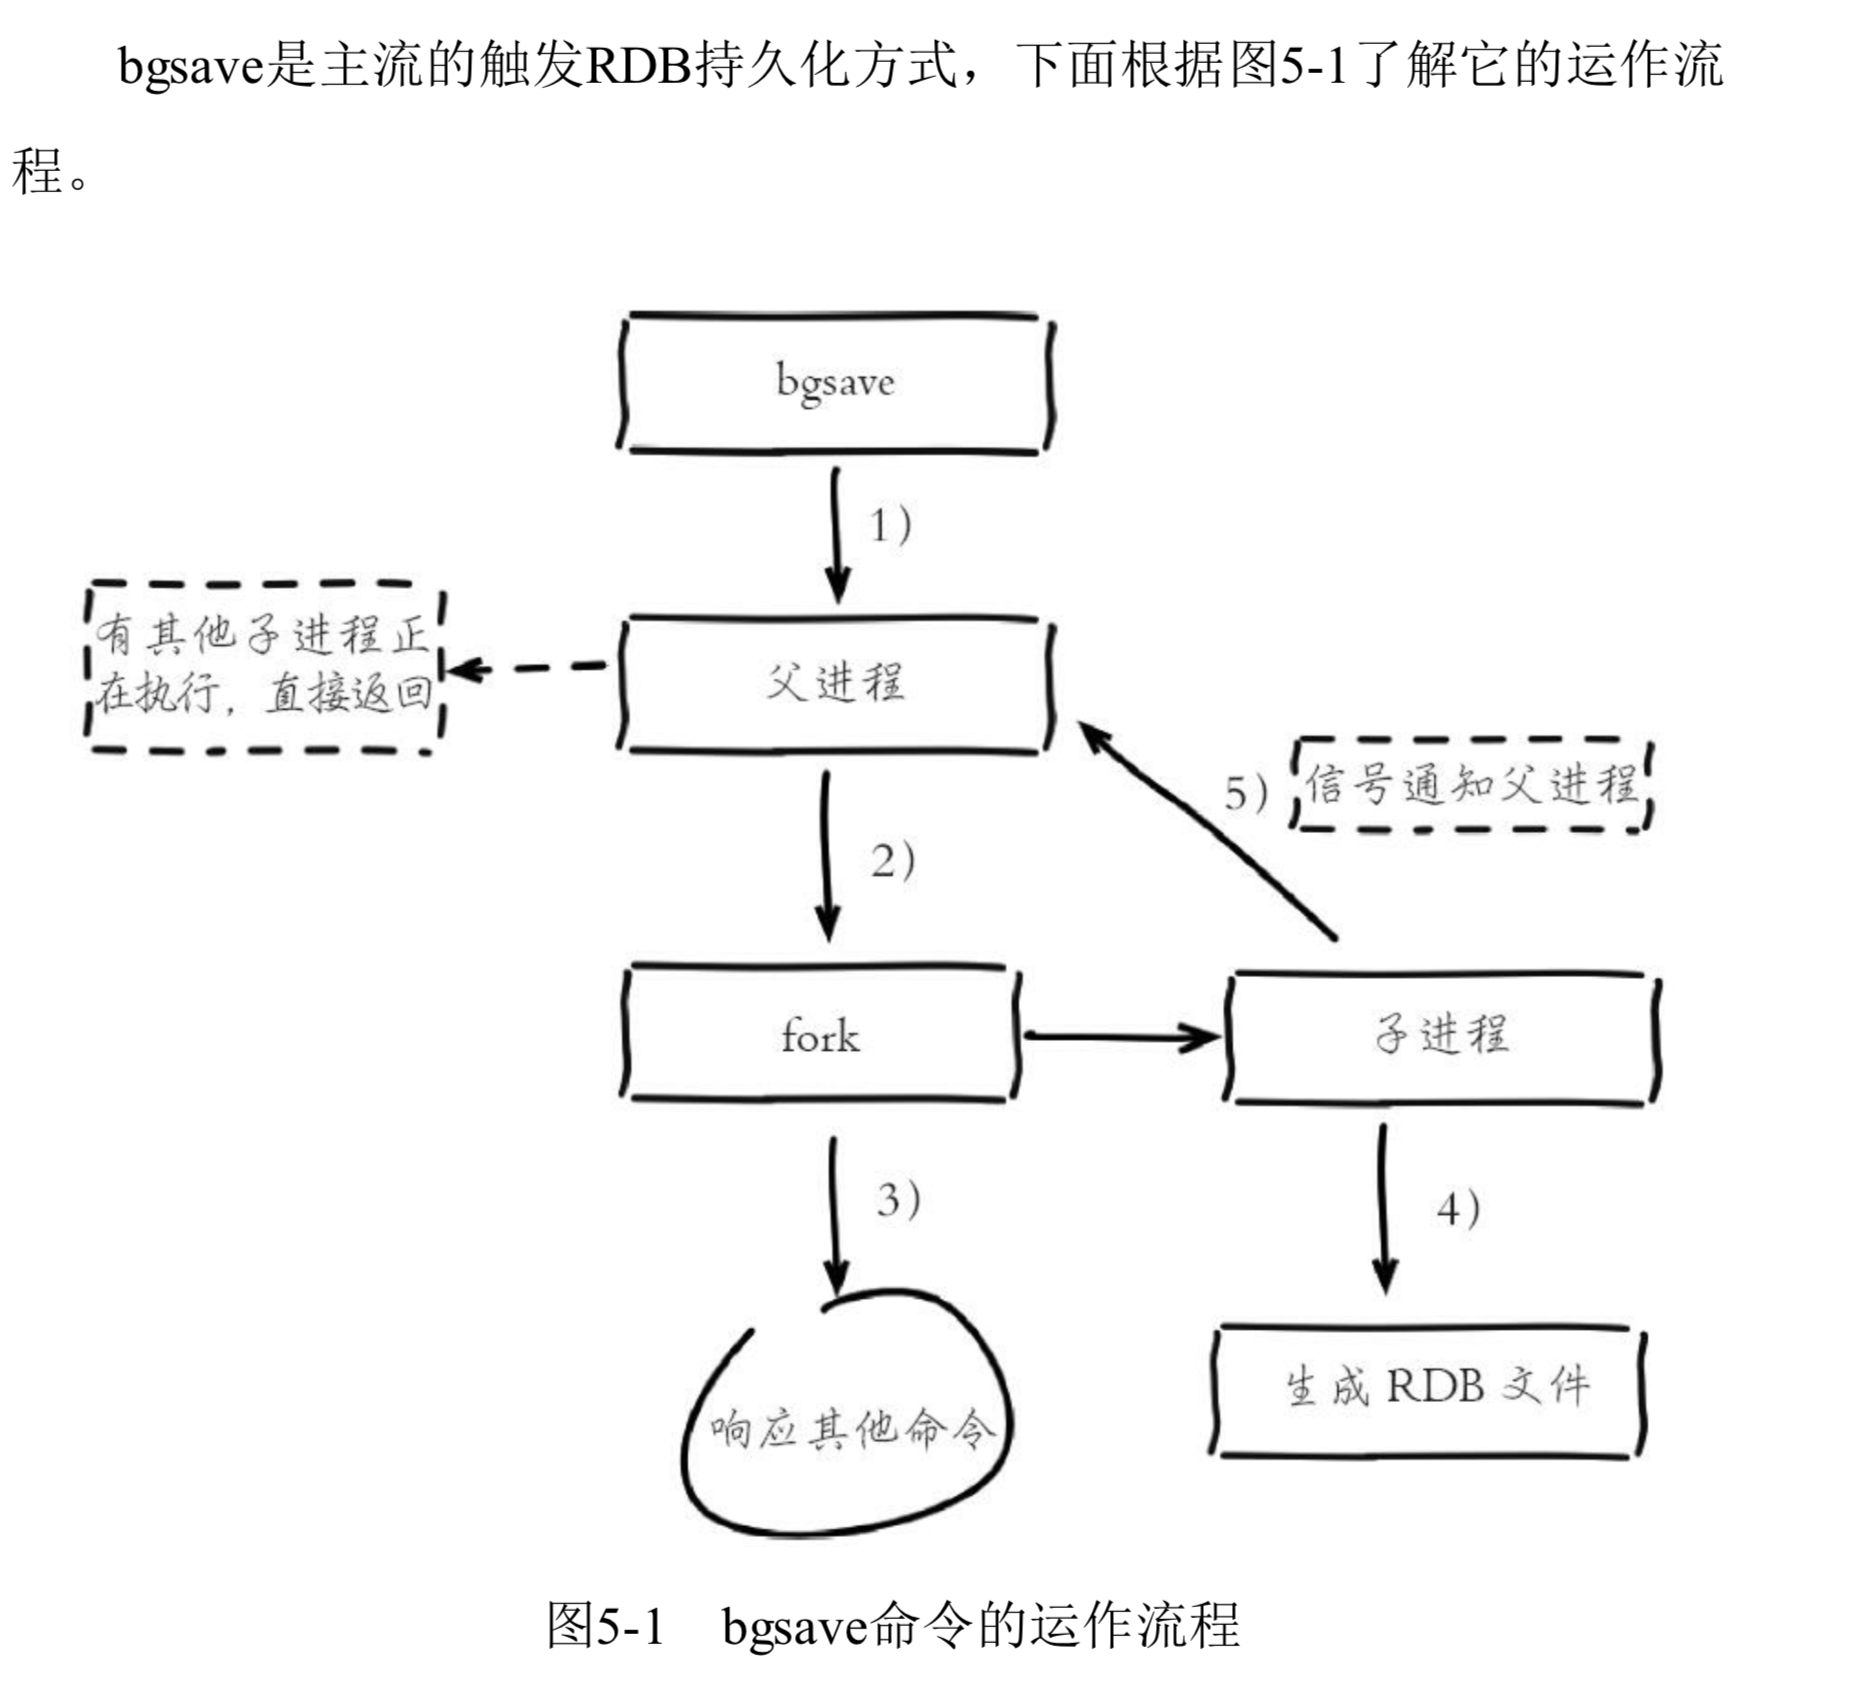 bgsave是主流的触发RDB持久化方式，下面根据图5-1了解它的运作流
程。
bgsave
1)
有其他子进程正
在执行，直接返回
父进程
5)
信号通知父进程
2)
fork
子进程
3)
4)
响应其他命令
生成 RDB 文件
图5-1 bgsave命令的运作流程